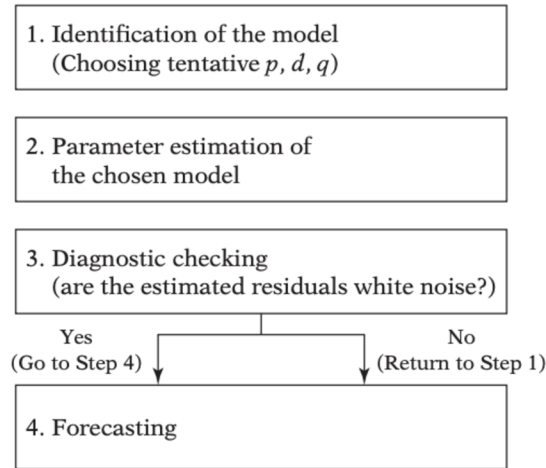 1. Identification of the model
(Choosing tentative p, d, q)
2. Parameter estimation of
the chosen model
3. Diagnostic checking
(are the estimated residuals white noise?)
Yes
(Go to Step 4)
No
(Return to Step 1)
4. Forecasting